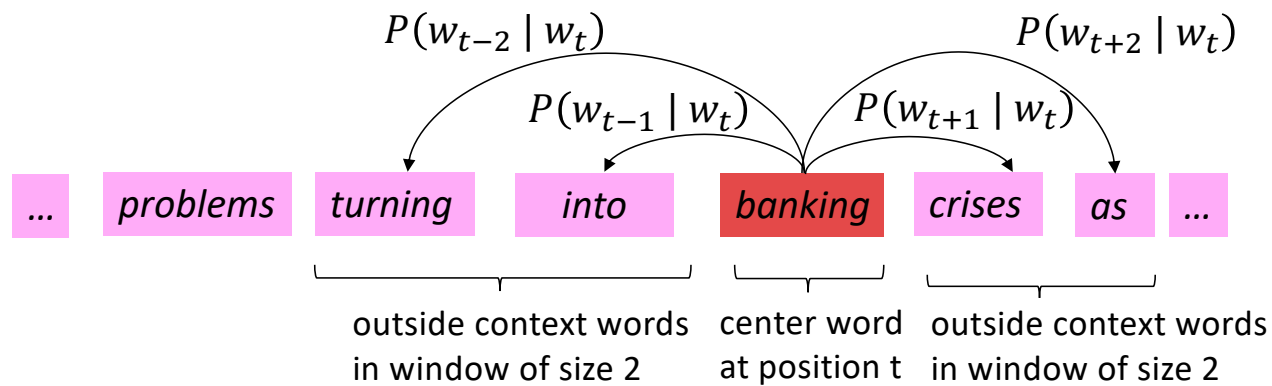 P(w_{t−2} | w_t) P(w_{t+2} | w_t)
P(w_{t−1} | w_t) P(w_{t+1} | w_t)
... problems turning into banking crises as ...
outside context words
in window of size 2
center word
at position t
outside context words
in window of size 2